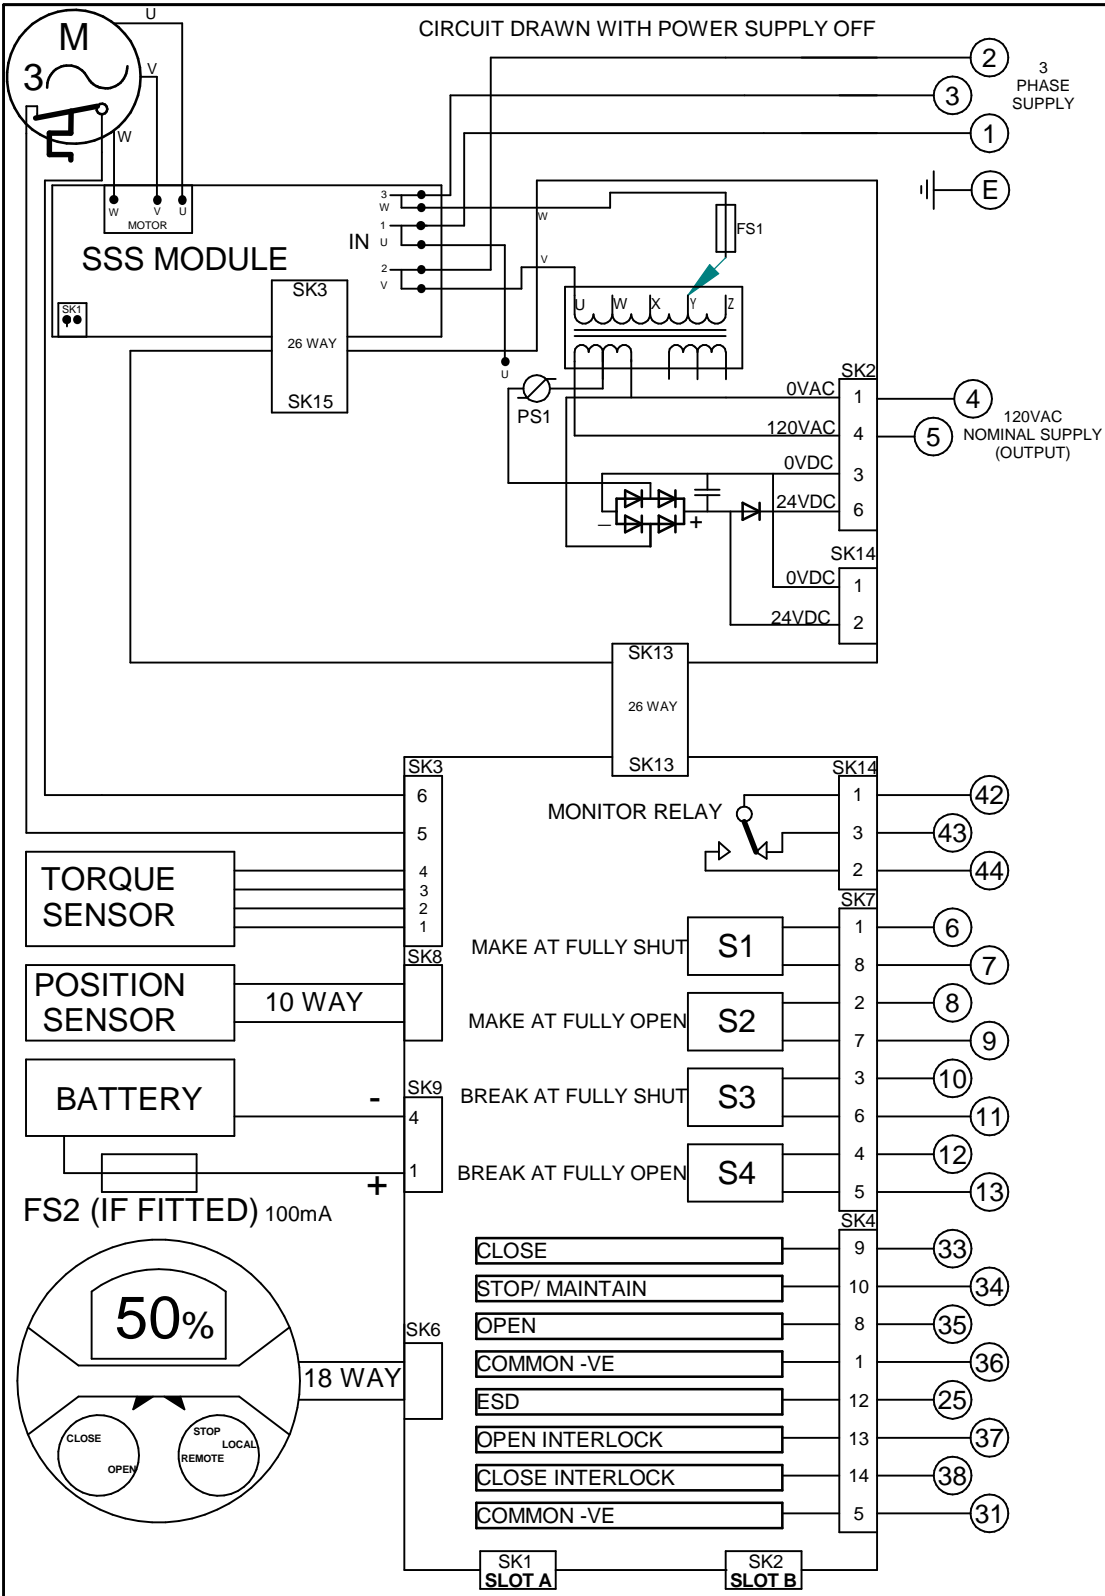 CIRCUIT DRAWN WITH POWER SUPPLY OFF
U
M
3
V
W
2
3
3
PHASE
SUPPLY
1
E
W V U
MOTOR
SSS MODULE
IN
3
W
1
U
2
V
W
V
FS1
SK1
SK3
26 WAY
SK15
U W X Y Z
U
PS1
SK2
0VAC 1 4
120VAC 4 5
120VAC
NOMINAL SUPPLY
(OUTPUT)
0VDC 3
24VDC 6
– +
SK14
0VDC 1
24VDC 2
SK13
26 WAY
SK13
SK3
6
5
4
3
2
1
TORQUE
SENSOR
SK14
MONITOR RELAY
1 42
3 43
2 44
SK7
MAKE AT FULLY SHUT S1
1 6
8 7
MAKE AT FULLY OPEN S2
2 8
7 9
BREAK AT FULLY SHUT S3
3 10
6 11
BREAK AT FULLY OPEN S4
4 12
5 13
SK8
POSITION
SENSOR
10 WAY
SK9
BATTERY
-
4
1
+
FS2 (IF FITTED) 100mA
SK4
CLOSE 9 33
STOP/ MAINTAIN 10 34
OPEN 8 35
COMMON -VE 1 36
ESD 12 25
OPEN INTERLOCK 13 37
CLOSE INTERLOCK 14 38
COMMON -VE 5 31
50%
SK6
18 WAY
CLOSE
OPEN
STOP
LOCAL
REMOTE
SK1
SLOT A
SK2
SLOT B